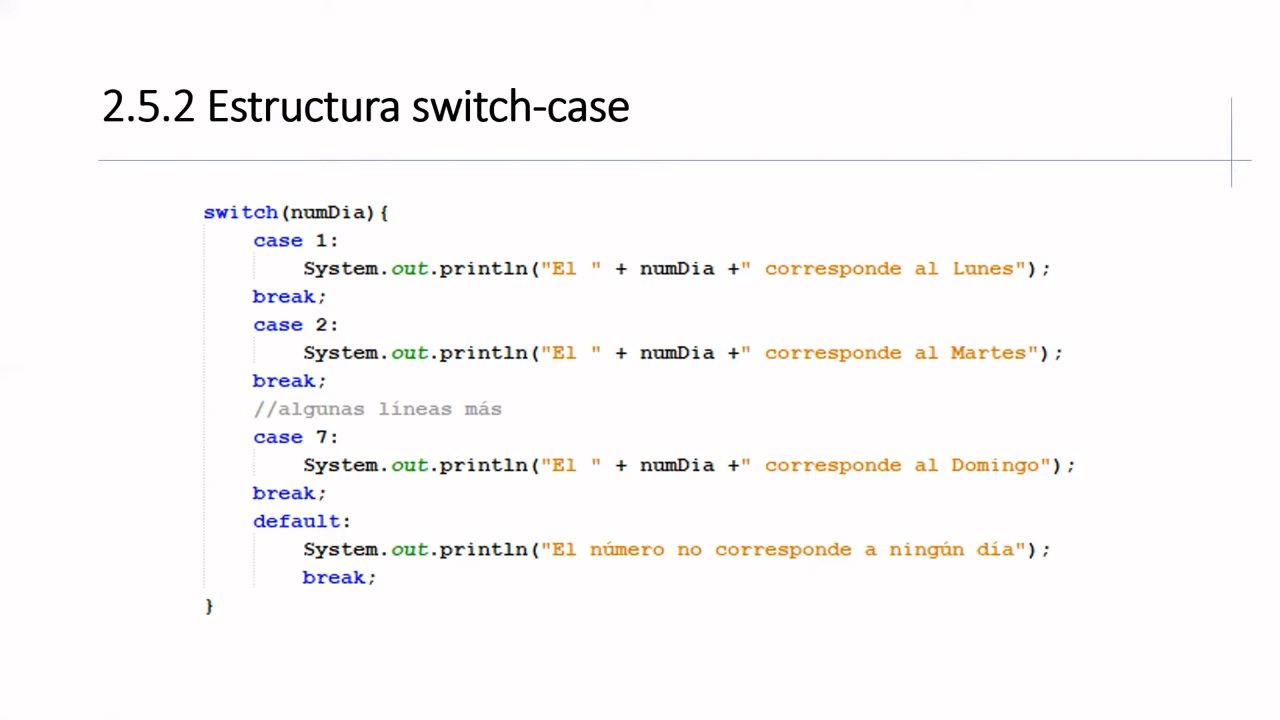 2.5.2 Estructura switch-case
switch(numDia){
    case 1:
        System.out.println("El " + numDia +" corresponde al Lunes");
    break;
    case 2:
        System.out.println("El " + numDia +" corresponde al Martes");
    break;
    //algunas líneas más
    case 7:
        System.out.println("El " + numDia +" corresponde al Domingo");
    break;
    default:
        System.out.println("El número no corresponde a ningún día");
        break;
}